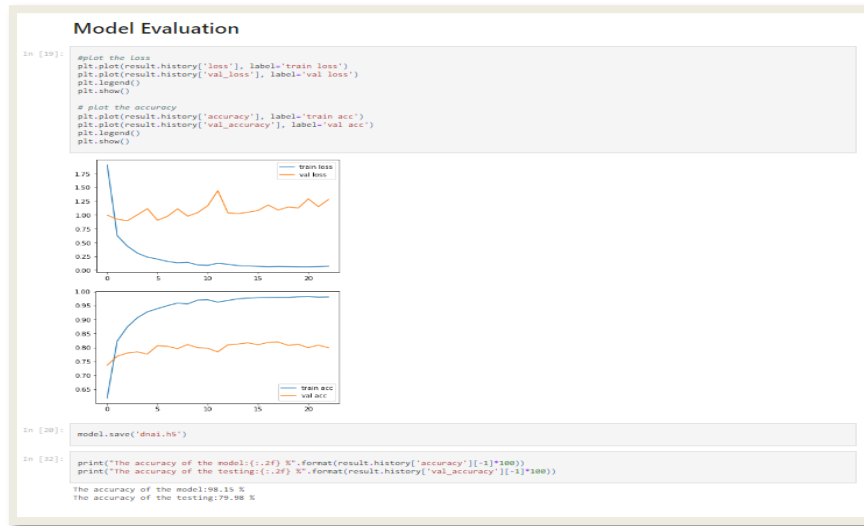 Model Evaluation
In [19]:
#plot the loss
plt.plot(result.history['loss'], label='train loss')
plt.plot(result.history['val_loss'], label='val loss')
plt.legend()
plt.show()
# plot the accuracy
plt.plot(result.history['accuracy'], label='train acc')
plt.plot(result.history['val_accuracy'], label='val acc')
plt.legend()
plt.show()
train loss
val loss
1.75
1.50
1.25
1.00
0.75
0.50
0.25
0.00
0 5 10 15 20
1.00
0.95
0.90
0.85
0.80
0.75
0.70
0.65
train acc
val acc
0 5 10 15 20
In [20]:
model.save('dnai.h5')
In [32]:
print("The accuracy of the model:{:.2f} %".format(result.history['accuracy'][-1]*100))
print("The accuracy of the testing:{:.2f} %".format(result.history['val_accuracy'][-1]*100))
The accuracy of the model:98.15 %
The accuracy of the testing:79.98 %